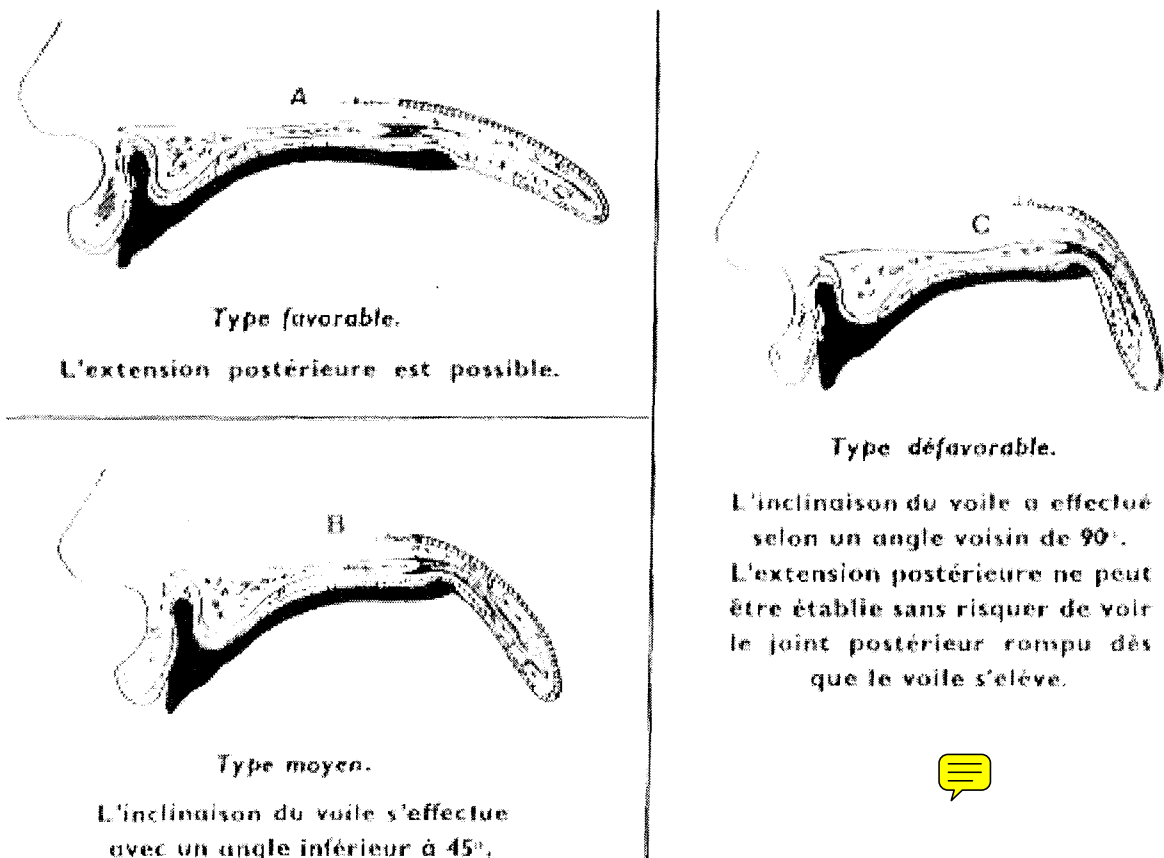 A
Type favorable.
L'extension postérieure est possible.
B
Type moyen.
L'inclinaison du voile s'effectue
avec un angle inférieur à 45°.
C
Type défavorable.
L'inclinaison du voile a effectué
selon un angle voisin de 90°.
L'extension postérieure ne peut
être établie sans risquer de voir
le joint postérieur rompu dès
que le voile s'elève.